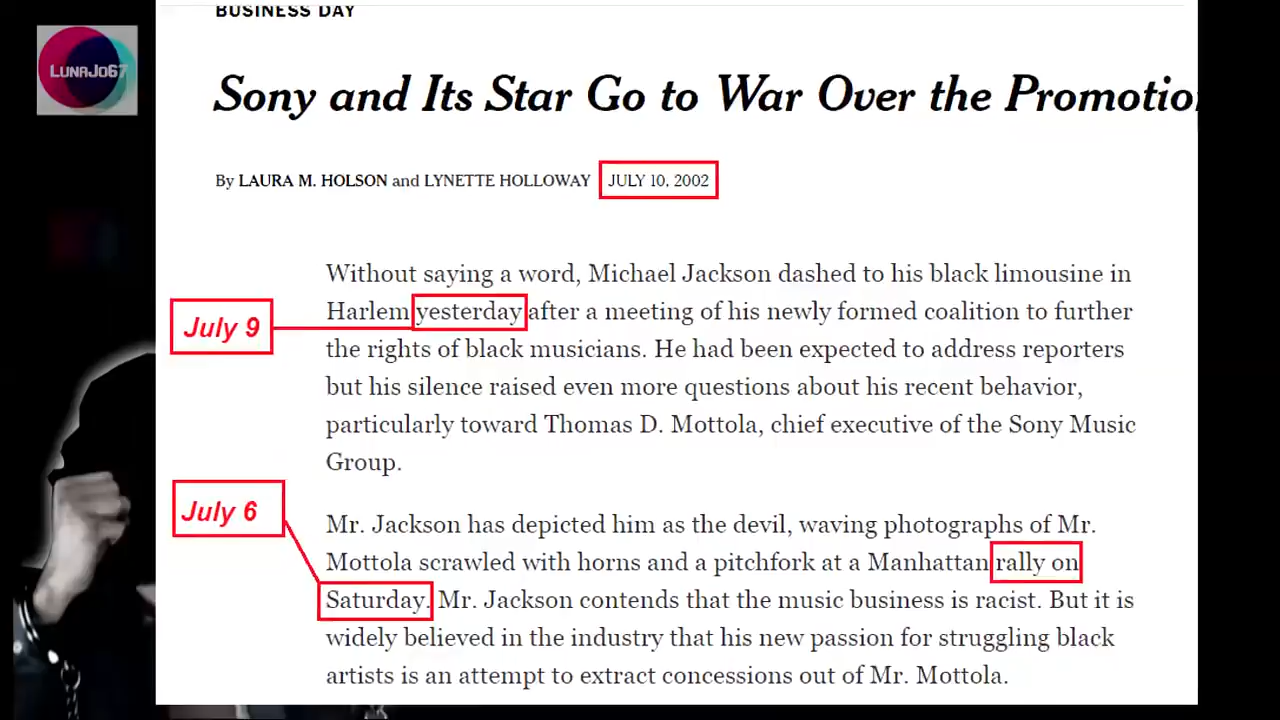 BUSINESS DAY
LUNAJO67
Sony and Its Star Go to War Over the Promotio
By LAURA M. HOLSON and LYNETTE HOLLOWAY JULY 10, 2002
Without saying a word, Michael Jackson dashed to his black limousine in
July 9
Harlem yesterday after a meeting of his newly formed coalition to further
the rights of black musicians. He had been expected to address reporters
but his silence raised even more questions about his recent behavior,
particularly toward Thomas D. Mottola, chief executive of the Sony Music
Group.
July 6
Mr. Jackson has depicted him as the devil, waving photographs of Mr.
Mottola scrawled with horns and a pitchfork at a Manhattan rally on
Saturday. Mr. Jackson contends that the music business is racist. But it is
widely believed in the industry that his new passion for struggling black
artists is an attempt to extract concessions out of Mr. Mottola.